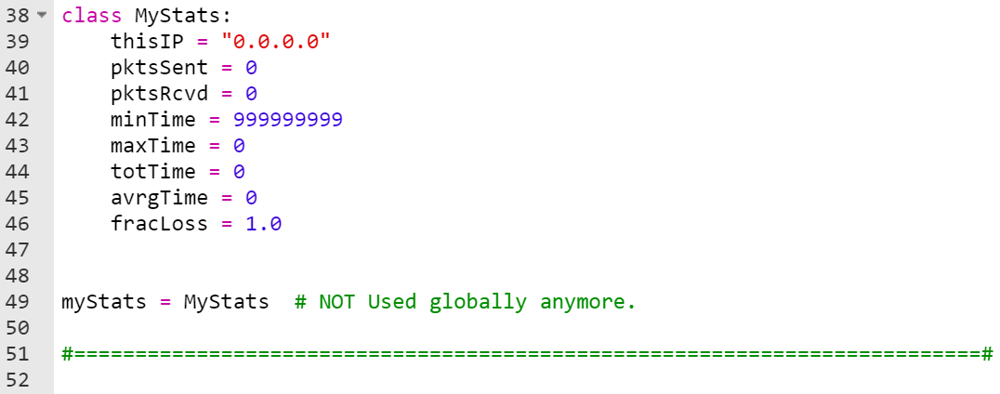 38 class MyStats:
39     thisIP = "0.0.0.0"
40     pktsSent = 0
41     pktsRcvd = 0
42     minTime = 999999999
43     maxTime = 0
44     totTime = 0
45     avrgTime = 0
46     fracLoss = 1.0
47
48
49 myStats = MyStats  # NOT Used globally anymore.
50
51 #==========================================================================#
52